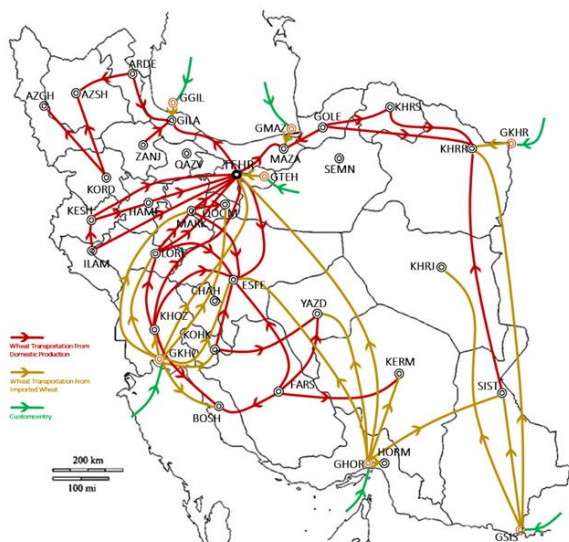 ARDE
AZGH
AZSH
GGIL
GILA
ZANJ
QAZV
KORD
GMAZ
MAZA
GOLE
KHRS
KHRR
GKHR
SEMN
TEHR
GTEH
KESH
HAME
MARK
QOOM
ILAM
LORE
ESFE
CHAH
YAZD
KHRJ
KHOZ
KOHK
GKHO
BOSH
FARS
KERM
SIST
GHOR
HORM
GSIS
Wheat Transportation From
Domestic Production
Wheat Transportation From
Imported Wheat
Customcentry
200 km
100 mi